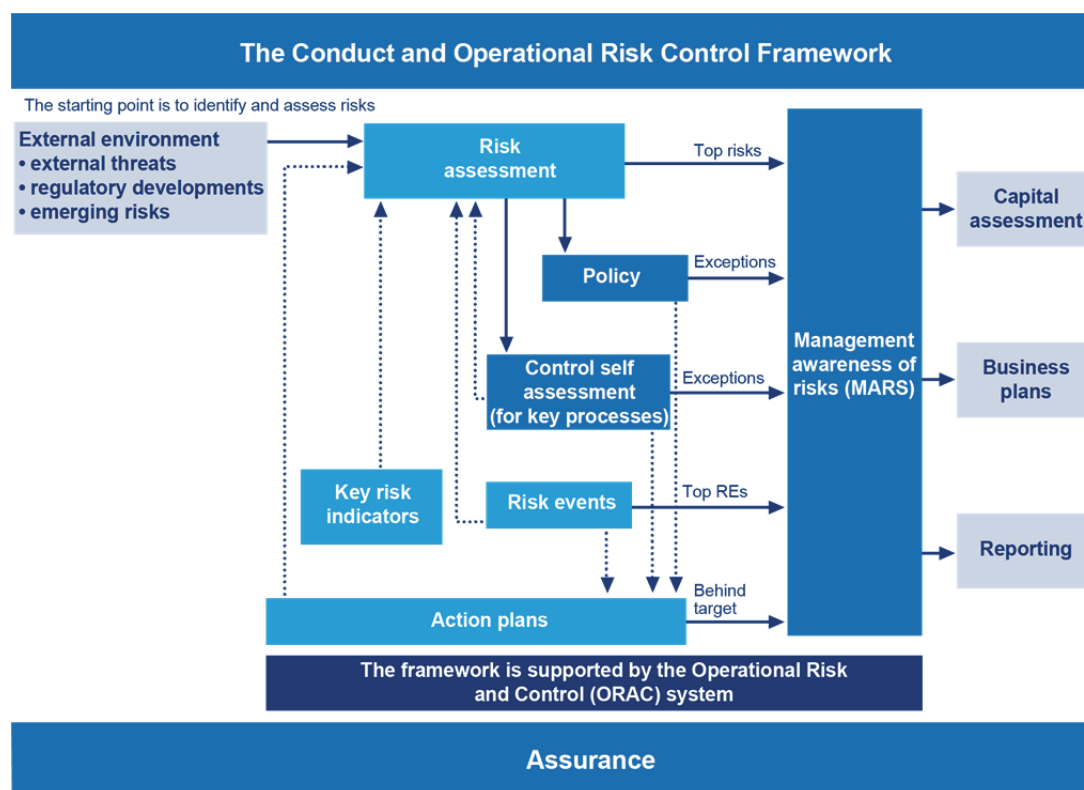 The Conduct and Operational Risk Control Framework
The starting point is to identify and assess risks
External environment
• external threats
• regulatory developments
• emerging risks
Risk
assessment
Top risks
Capital
assessment
Policy
Exceptions
Management
awareness of
risks (MARS)
Control self
assessment
(for key processes)
Exceptions
Business
plans
Key risk
indicators
Risk events
Top REs
Reporting
Action plans
Behind
target
The framework is supported by the Operational Risk
and Control (ORAC) system
Assurance